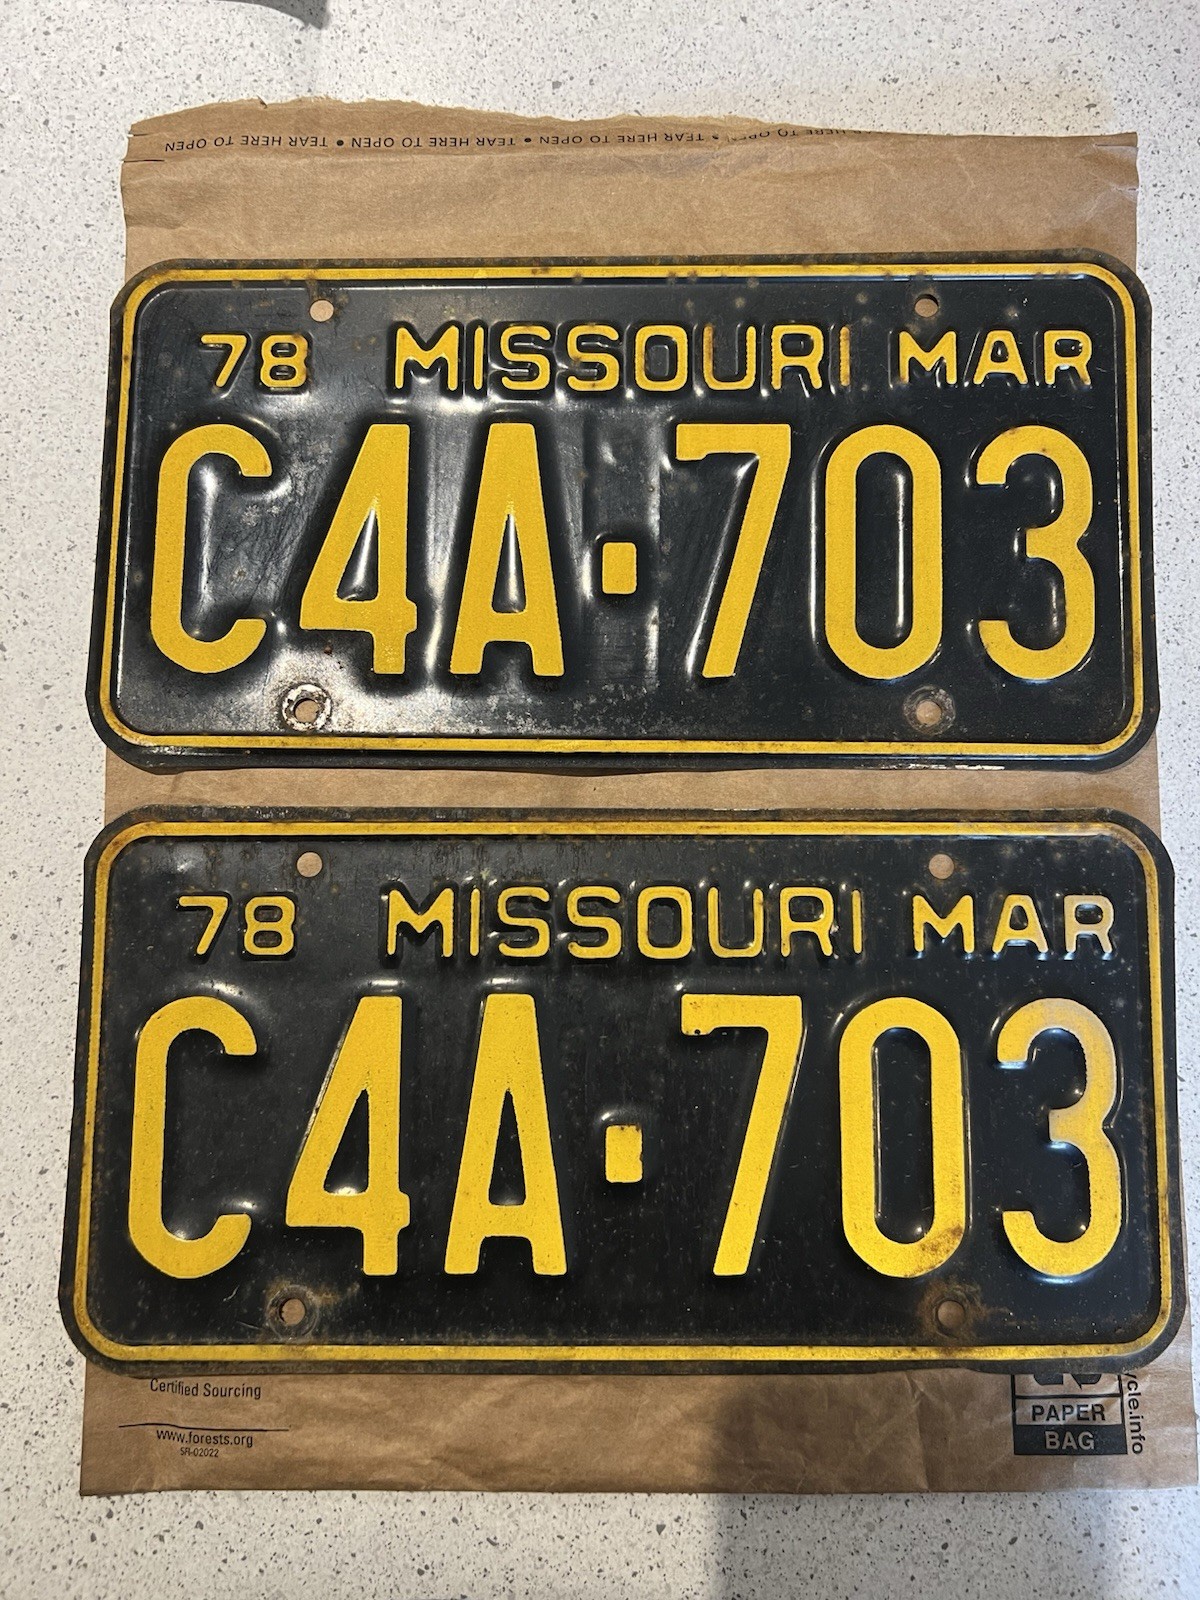 TEAR HERE TO OPEN • TEAR HERE TO OPEN • TEAR HERE TO OPEN
78 MISSOURI MAR
C4A·703
78 MISSOURI MAR
C4A·703
Certified Sourcing
www.forests.org
SFI-02022
PAPER
BAG